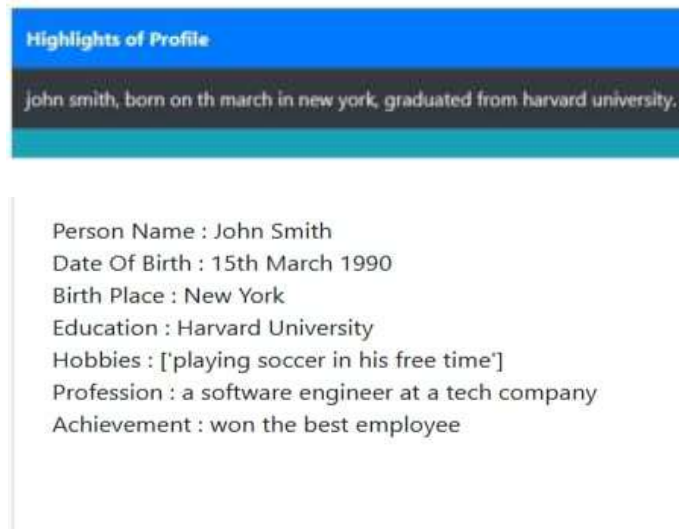 Highlights of Profile
john smith, born on th march in new york, graduated from harvard university.
Person Name : John Smith
Date Of Birth : 15th March 1990
Birth Place : New York
Education : Harvard University
Hobbies : ['playing soccer in his free time']
Profession : a software engineer at a tech company
Achievement : won the best employee